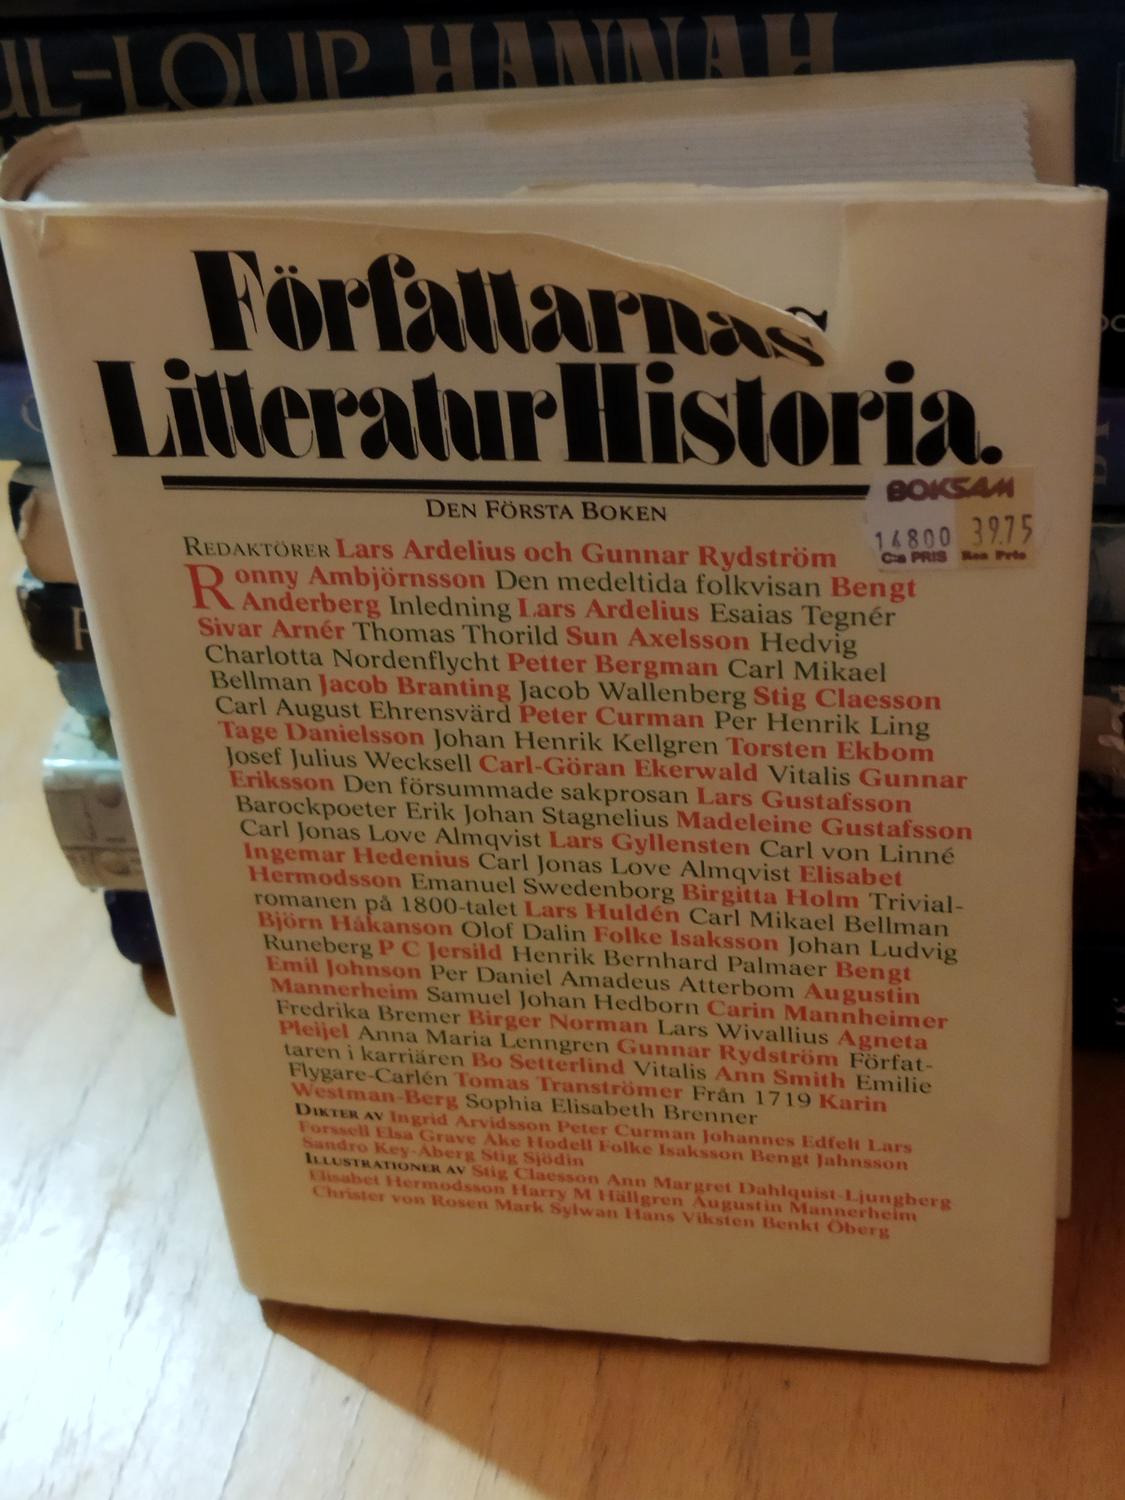 UL-LOUP HANNAH
Författarnas
LitteraturHistoria.
BOKSAM
14800 39.75
C:a PRIS Rea Pris
DEN FÖRSTA BOKEN
REDAKTÖRER Lars Ardelius och Gunnar Rydström
Ronny Ambjörnsson Den medeltida folkvisan Bengt
Anderberg Inledning Lars Ardelius Esaias Tegnér
Sivar Arnér Thomas Thorild Sun Axelsson Hedvig
Charlotta Nordenflycht Petter Bergman Carl Mikael
Bellman Jacob Branting Jacob Wallenberg Stig Claesson
Carl August Ehrensvärd Peter Curman Per Henrik Ling
Tage Danielsson Johan Henrik Kellgren Torsten Ekbom
Josef Julius Wecksell Carl-Göran Ekerwald Vitalis Gunnar
Eriksson Den försummade sakprosan Lars Gustafsson
Barockpoeter Erik Johan Stagnelius Madeleine Gustafsson
Carl Jonas Love Almqvist Lars Gyllensten Carl von Linné
Ingemar Hedenius Carl Jonas Love Almqvist Elisabet
Hermodsson Emanuel Swedenborg Birgitta Holm Trivial-
romanen på 1800-talet Lars Huldén Carl Mikael Bellman
Björn Håkanson Olof Dalin Folke Isaksson Johan Ludvig
Runeberg P C Jersild Henrik Bernhard Palmaer Bengt
Emil Johnson Per Daniel Amadeus Atterbom Augustin
Mannerheim Samuel Johan Hedborn Carin Mannheimer
Fredrika Bremer Birger Norman Lars Wivallius Agneta
Pleijel Anna Maria Lenngren Gunnar Rydström Förfat-
taren i karriären Bo Setterlind Vitalis Ann Smith Emilie
Flygare-Carlén Tomas Tranströmer Från 1719 Karin
Westman-Berg Sophia Elisabeth Brenner
DIKTER AV Ingrid Arvidsson Peter Curman Johannes Edfelt Lars
Forssell Elsa Grave Åke Hodell Folke Isaksson Bengt Jahnsson
Sandro Key-Åberg Stig Sjödin
ILLUSTRATIONER AV Stig Claesson Ann Margret Dahlquist-Ljungberg
Elisabet Hermodsson Harry M Hällgren Augustin Mannerheim
Christer von Rosen Mark Sylwan Hans Viksten Benkt Öberg